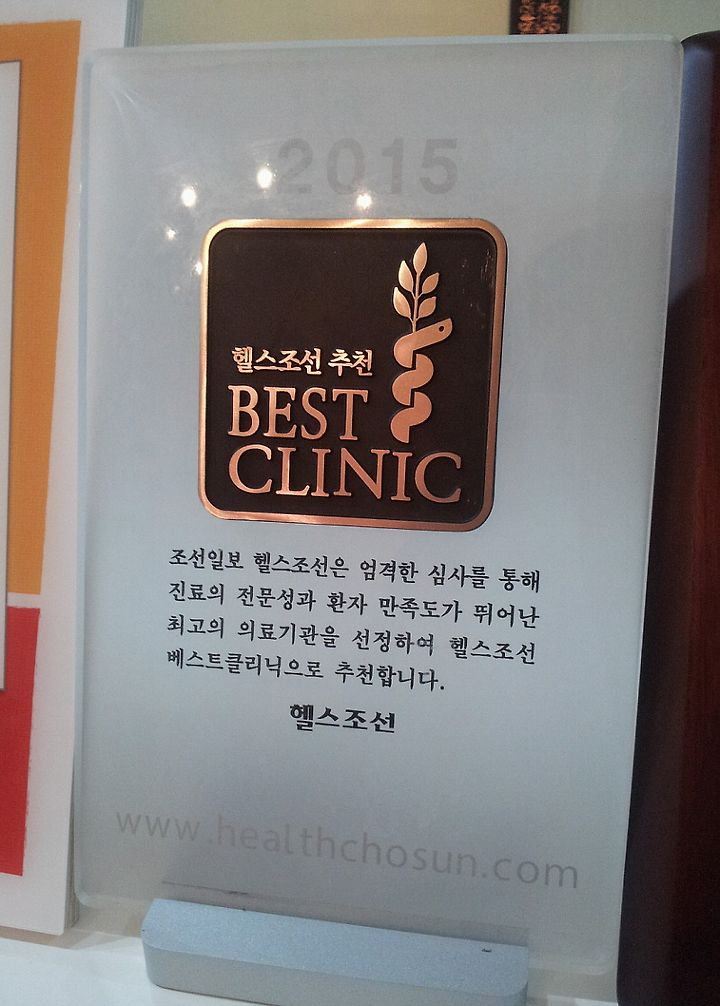 2015
헬스조선 추천
BEST
CLINIC
조선일보 헬스조선은 엄격한 심사를 통해
진료의 전문성과 환자 만족도가 뛰어난
최고의 의료기관을 선정하여 헬스조선
베스트클리닉으로 추천합니다.
헬스조선
www.healthchosun.com